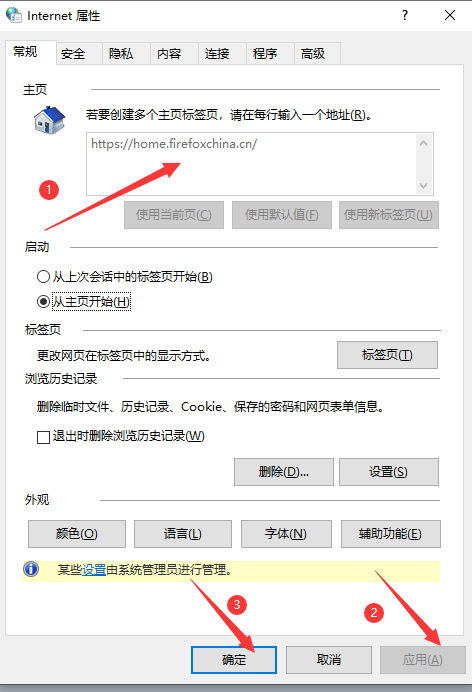 Internet 属性
?
常规 安全 隐私 内容 连接 程序 高级
主页
若要创建多个主页标签页，请在每行输入一个地址(R)。
https://home.firefoxchina.cn/
1
使用当前页(C) 使用默认值(F) 使用新标签页(U)
启动
从上次会话中的标签页开始(B)
从主页开始(H)
标签页
更改网页在标签页中的显示方式。 标签页(T)
浏览历史记录
删除临时文件、历史记录、Cookie、保存的密码和网页表单信息。
退出时删除浏览历史记录(W)
删除(D)... 设置(S)
外观
颜色(O) 语言(L) 字体(N) 辅助功能(E)
某些设置由系统管理员进行管理。
3 2
确定 取消 应用(A)